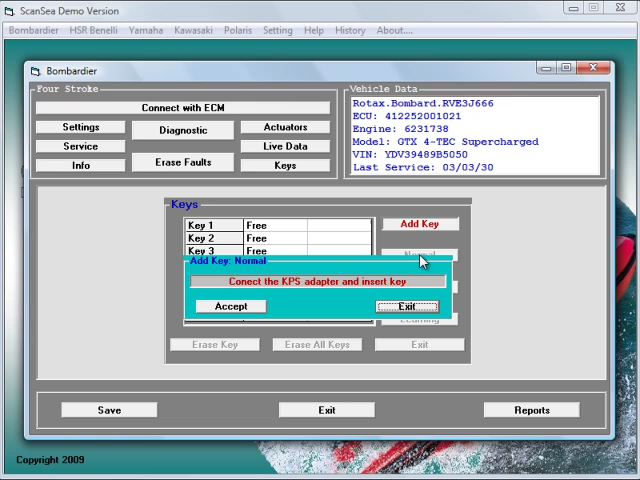 ScanSea Demo Version
Bombardier HSR Benelli Yamaha Kawasaki Polaris Setting Help History About....
Bombardier
Four Stroke
Connect with ECM
Settings Diagnostic Actuators
Service Live Data
Info Erase Faults Keys
Vehicle Data
Rotax.Bombard.RVE3J666
ECU: 412252001021
Engine: 6231738
Model: GTX 4-TEC Supercharged
VIN: YDV39489B5050
Last Service: 03/03/30
Keys
Key 1 Free Add Key
Key 2 Free
Key 3 Free Normal
Add Key: Normal
Conect the KPS adapter and insert key
Accept Exit
Learning
Erase Key Erase All Keys Exit
Save Exit Reports
Copyright 2009